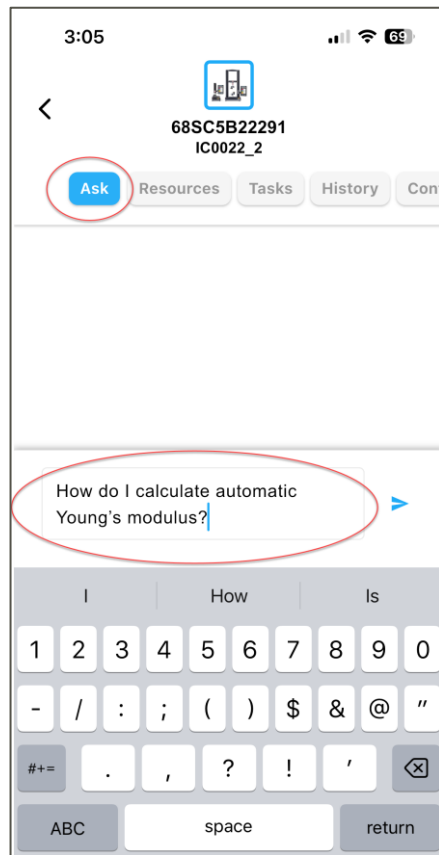 3:05
69
68SC5B22291
IC0022_2
Ask Resources Tasks History Con
How do I calculate automatic
Young's modulus?
I How Is
1 2 3 4 5 6 7 8 9 0
- / : ; ( ) $ & @ "
#+= . , ? ! '
ABC space return